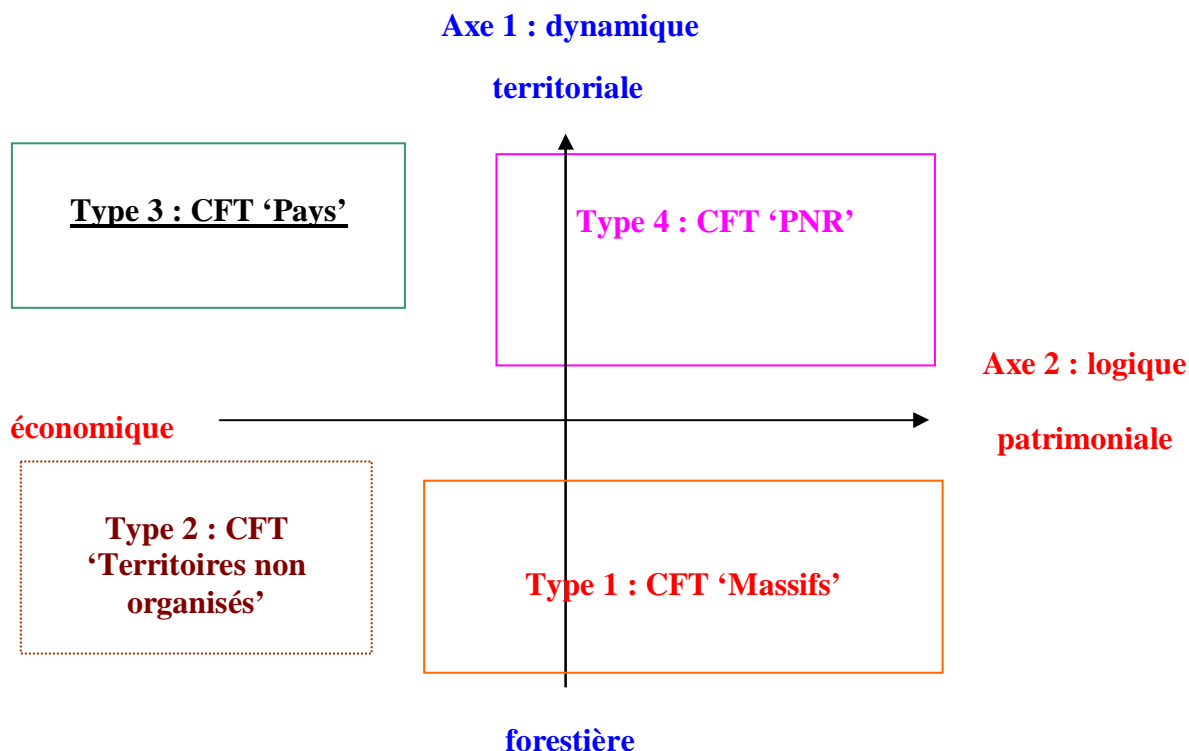 Axe 1 : dynamique
territoriale
Type 3 : CFT ‘Pays’
Type 4 : CFT ‘PNR’
Axe 2 : logique
patrimoniale
économique
Type 2 : CFT
‘Territoires non
organisés’
Type 1 : CFT ‘Massifs’
forestière